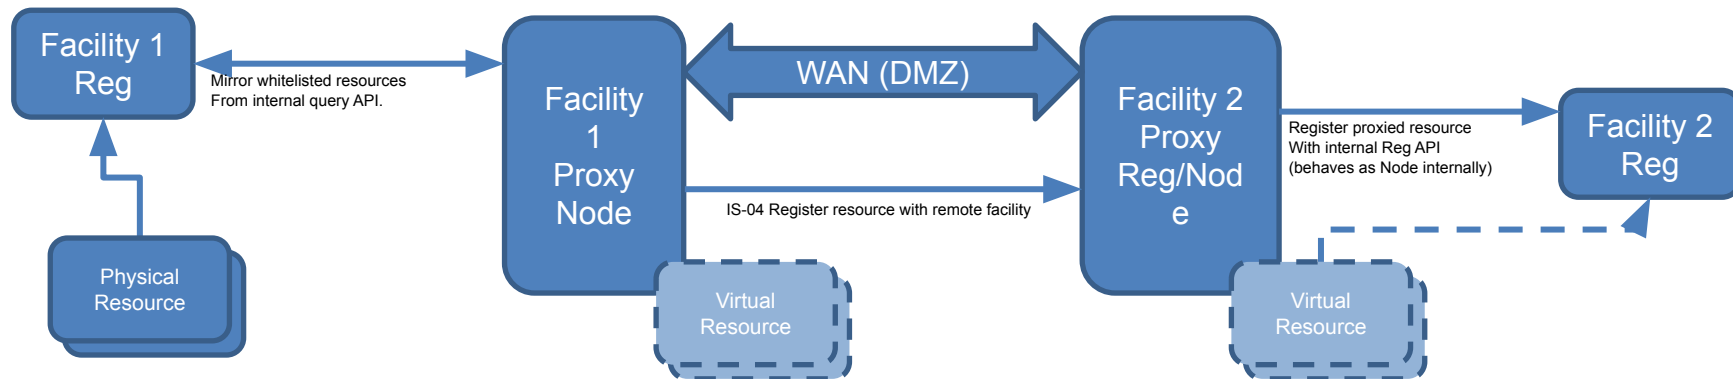 Facility 1
Reg
Mirror whitelisted resources
From internal query API.
Physical
Resource
Facility
1
Proxy
Node
WAN (DMZ)
IS-04 Register resource with remote facility
Virtual
Resource
Facility 2
Proxy
Reg/Nod
e
Register proxied resource
With internal Reg API
(behaves as Node internally)
Virtual
Resource
Facility 2
Reg